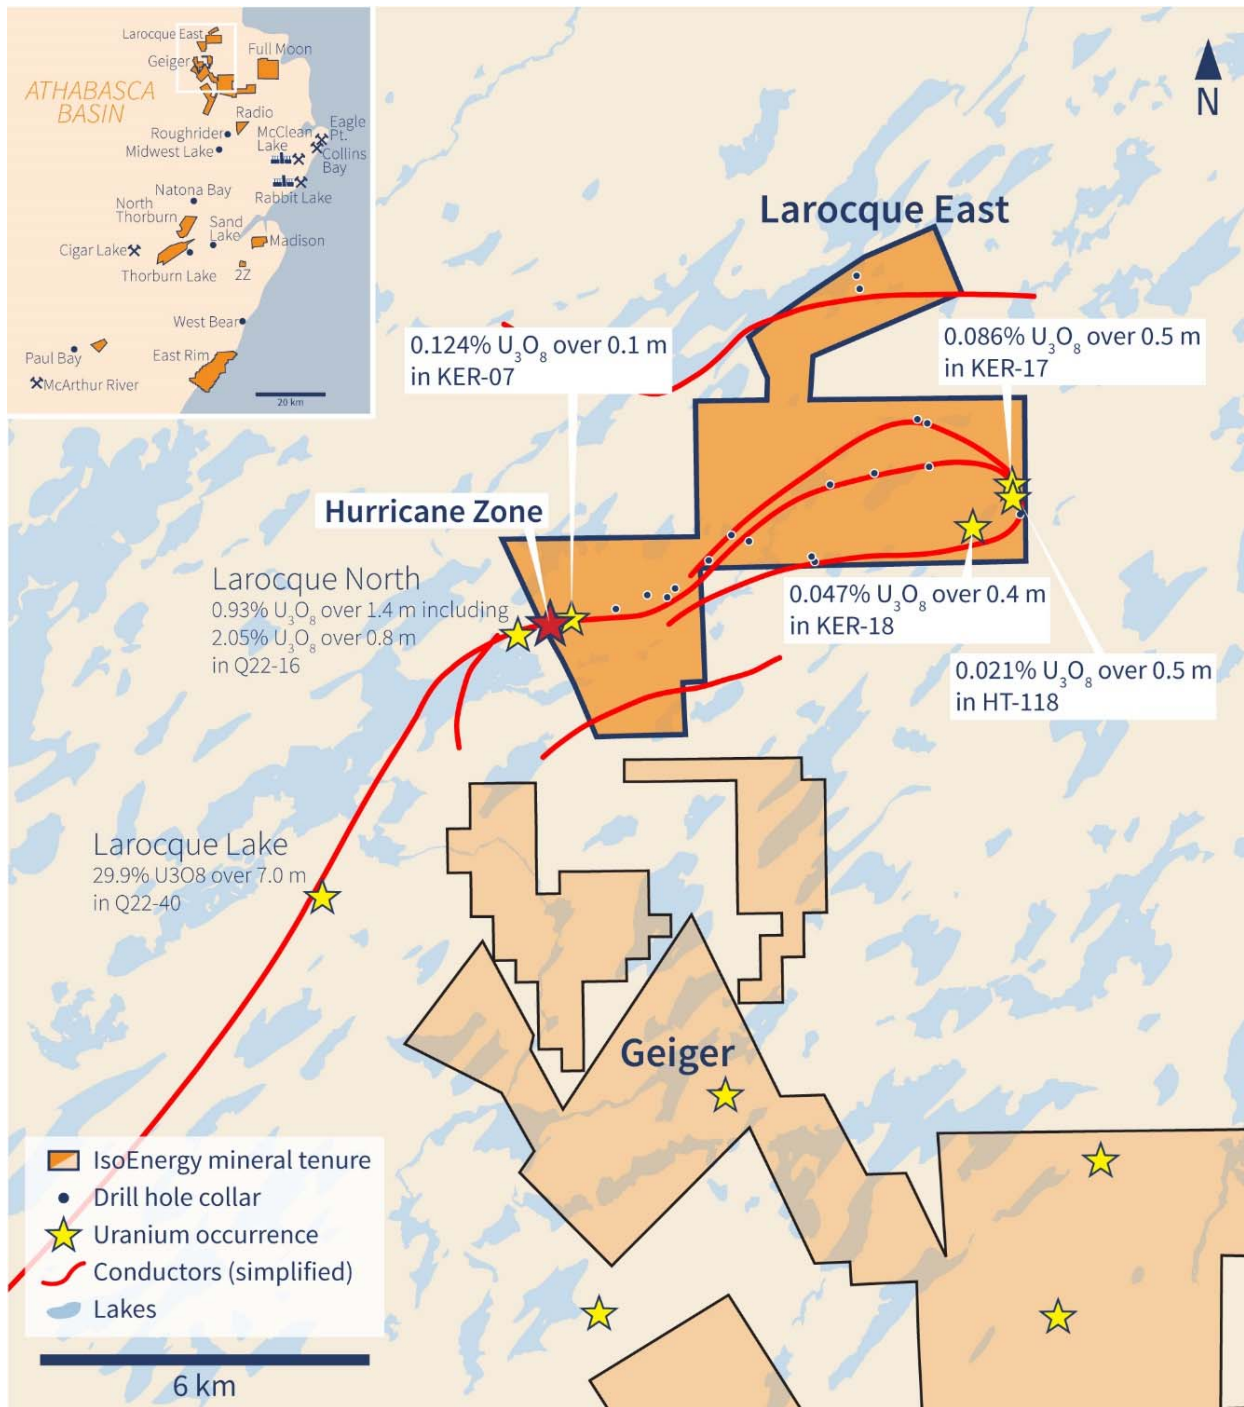 Larocque East
Geiger
Full Moon
ATHABASCA
BASIN
Radio
Roughrider
Midwest Lake
McClean
Lake
Eagle
Pt.
Collins
Bay
Rabbit Lake
Natona Bay
North
Thorburn
Sand
Lake
Cigar Lake
Madison
Thorburn Lake
2Z
West Bear
Paul Bay
East Rim
McArthur River
20 km
N
Larocque East
0.124% U₃O₈ over 0.1 m
in KER-07
0.086% U₃O₈ over 0.5 m
in KER-17
Hurricane Zone
Larocque North
0.93% U₃O₈ over 1.4 m including
2.05% U₃O₈ over 0.8 m
in Q22-16
0.047% U₃O₈ over 0.4 m
in KER-18
0.021% U₃O₈ over 0.5 m
in HT-118
Larocque Lake
29.9% U3O8 over 7.0 m
in Q22-40
Geiger
IsoEnergy mineral tenure
Drill hole collar
Uranium occurrence
Conductors (simplified)
Lakes
6 km